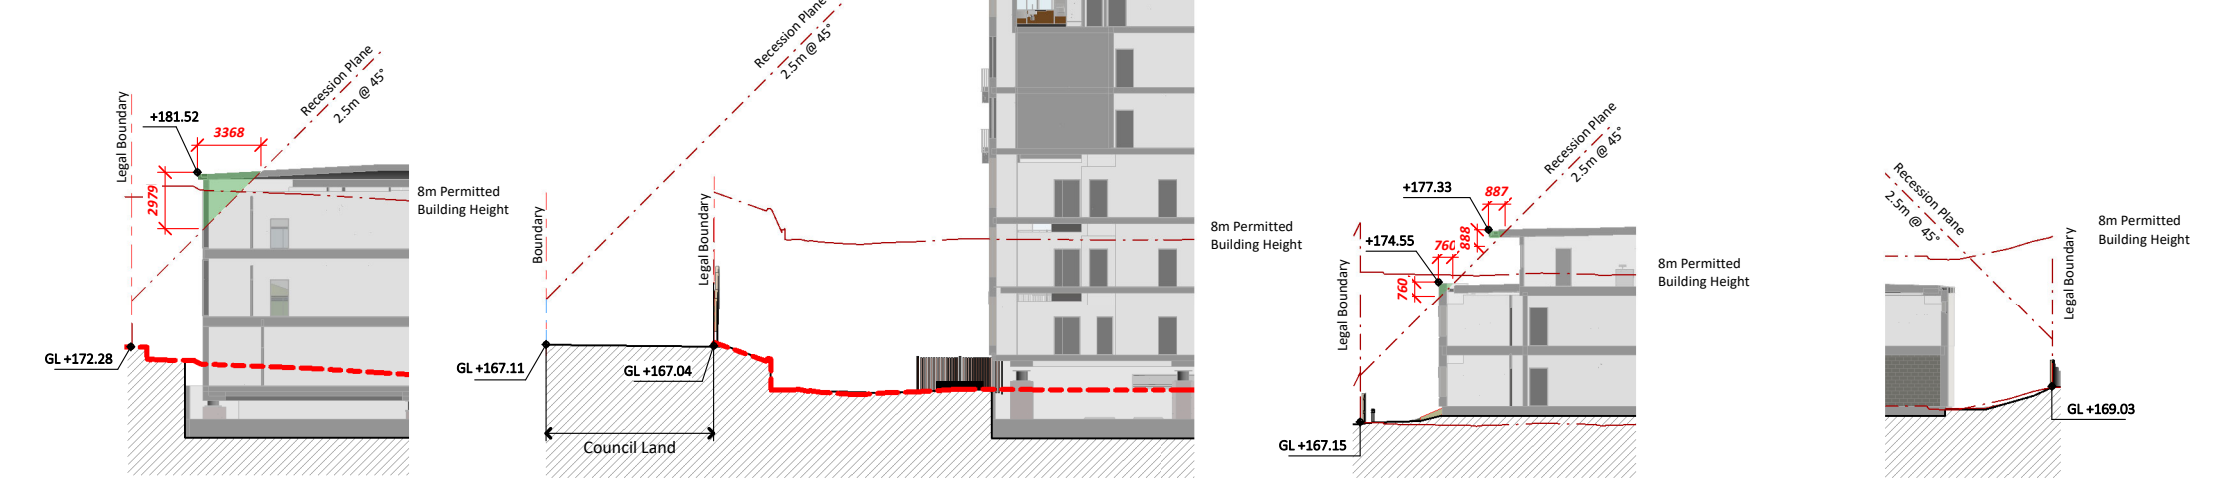 Legal Boundary
+181.52
3368
2979
Recession Plane
2.5m @ 45°
8m Permitted
Building Height
GL +172.28
Boundary
Recession Plane
2.5m @ 45°
Legal Boundary
8m Permitted
Building Height
GL +167.11
GL +167.04
Council Land
Legal Boundary
+177.33
887
888
+174.55
760
760
Recession Plane
2.5m @ 45°
8m Permitted
Building Height
GL +167.15
Recession Plane
2.5m @ 45°
Legal Boundary
8m Permitted
Building Height
GL +169.03